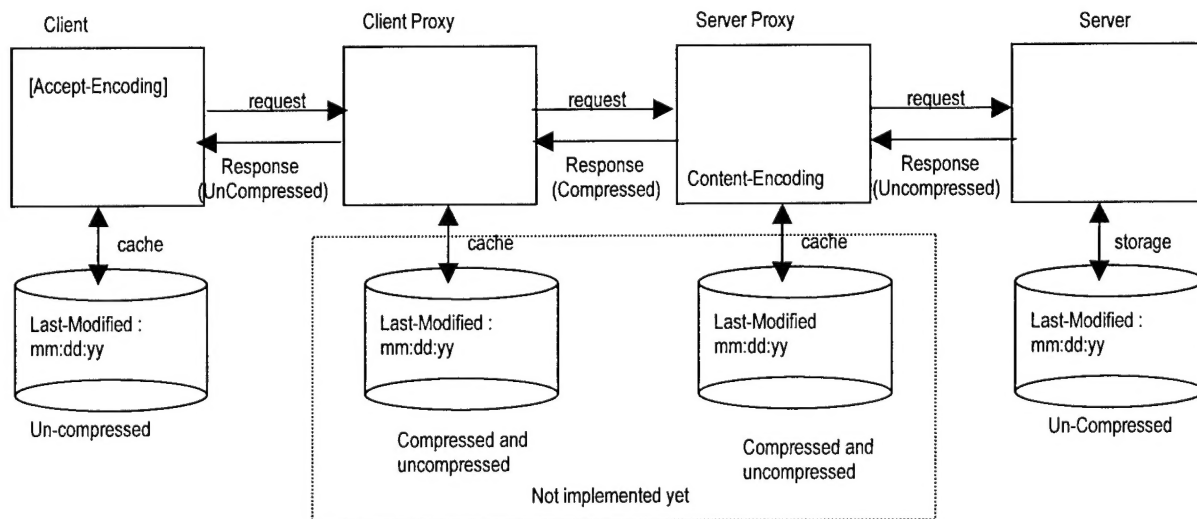 Client
Client Proxy
Server Proxy
Server
[Accept-Encoding]
request
request
request
Response
(UnCompressed)
Response
(Compressed)
Content-Encoding
Response
(Uncompressed)
cache
cache
cache
storage
Last-Modified :
mm:dd:yy
Last-Modified :
mm:dd:yy
Last-Modified
mm:dd:yy
Last-Modified :
mm:dd:yy
Un-compressed
Compressed and
uncompressed
Compressed and
uncompressed
Un-Compressed
Not implemented yet